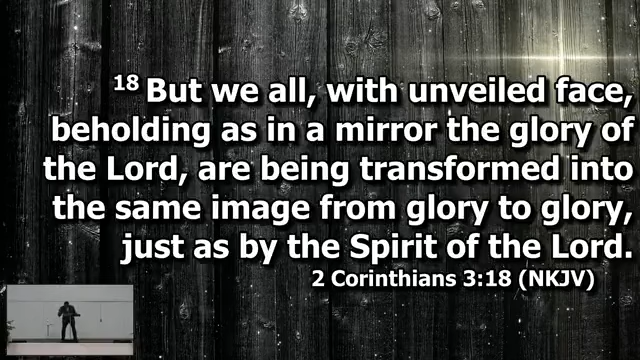 18 But we all, with unveiled face,
beholding as in a mirror the glory of
the Lord, are being transformed into
the same image from glory to glory,
just as by the Spirit of the Lord.
2 Corinthians 3:18 (NKJV)